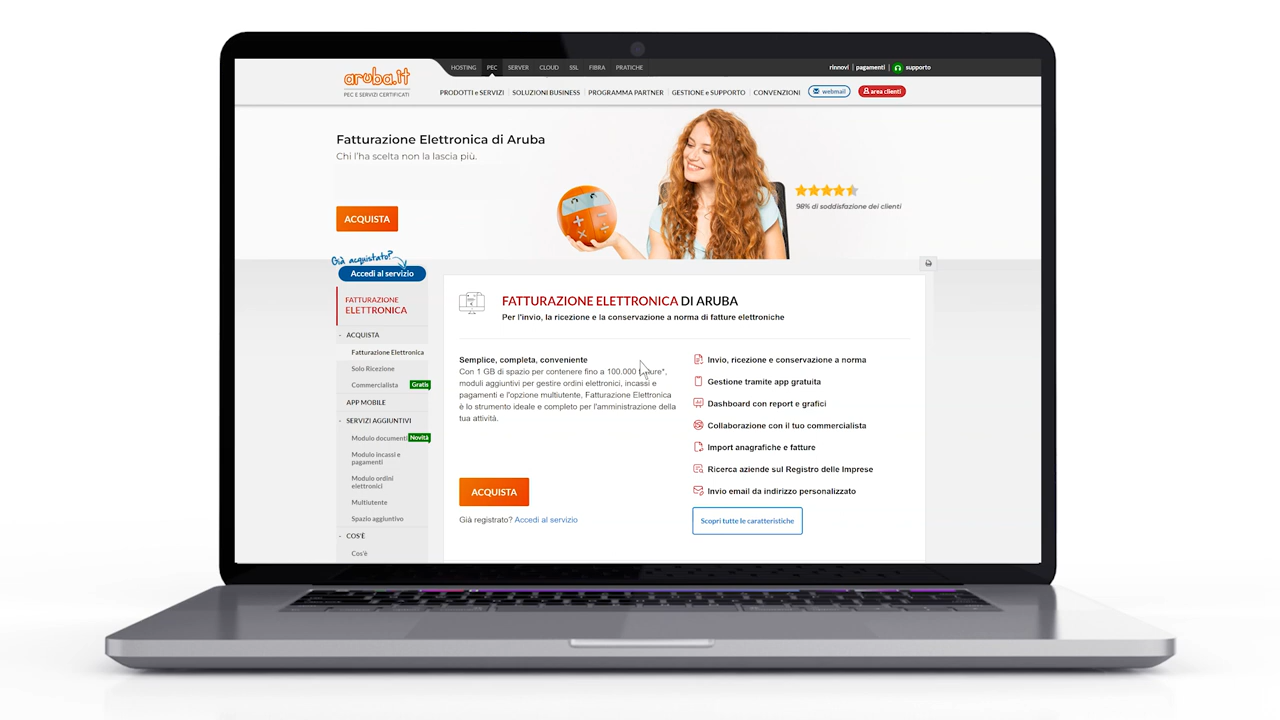 aruba.it
PEC E SERVIZI CERTIFICATI
HOSTING PEC SERVER CLOUD SSL FIBRA PRATICHE
rinnovi | pagamenti | supporto
PRODOTTI e SERVIZI SOLUZIONI BUSINESS PROGRAMMA PARTNER GESTIONE e SUPPORTO CONVENZIONI webmail area clienti
Fatturazione Elettronica di Aruba
Chi l'ha scelta non la lascia più.
98% di soddisfazione dei clienti
ACQUISTA
Già acquistato?
Accedi al servizio
FATTURAZIONE
ELETTRONICA
- ACQUISTA
Fatturazione Elettronica
Solo Ricezione
Commercialista Gratis
APP MOBILE
- SERVIZI AGGIUNTIVI
Modulo documenti Novità
Modulo incassi e
pagamenti
Modulo ordini
elettronici
Multiutente
Spazio aggiuntivo
- COS'È
Cos'è
FATTURAZIONE ELETTRONICA DI ARUBA
Per l'invio, la ricezione e la conservazione a norma di fatture elettroniche
Semplice, completa, conveniente
Con 1 GB di spazio per contenere fino a 100.000 fatture*,
moduli aggiuntivi per gestire ordini elettronici, incassi e
pagamenti e l'opzione multiutente, Fatturazione Elettronica
è lo strumento ideale e completo per l'amministrazione della
tua attività.
ACQUISTA
Già registrato? Accedi al servizio
Invio, ricezione e conservazione a norma
Gestione tramite app gratuita
Dashboard con report e grafici
Collaborazione con il tuo commercialista
Import anagrafiche e fatture
Ricerca aziende sul Registro delle Imprese
Invio email da indirizzo personalizzato
Scopri tutte le caratteristiche